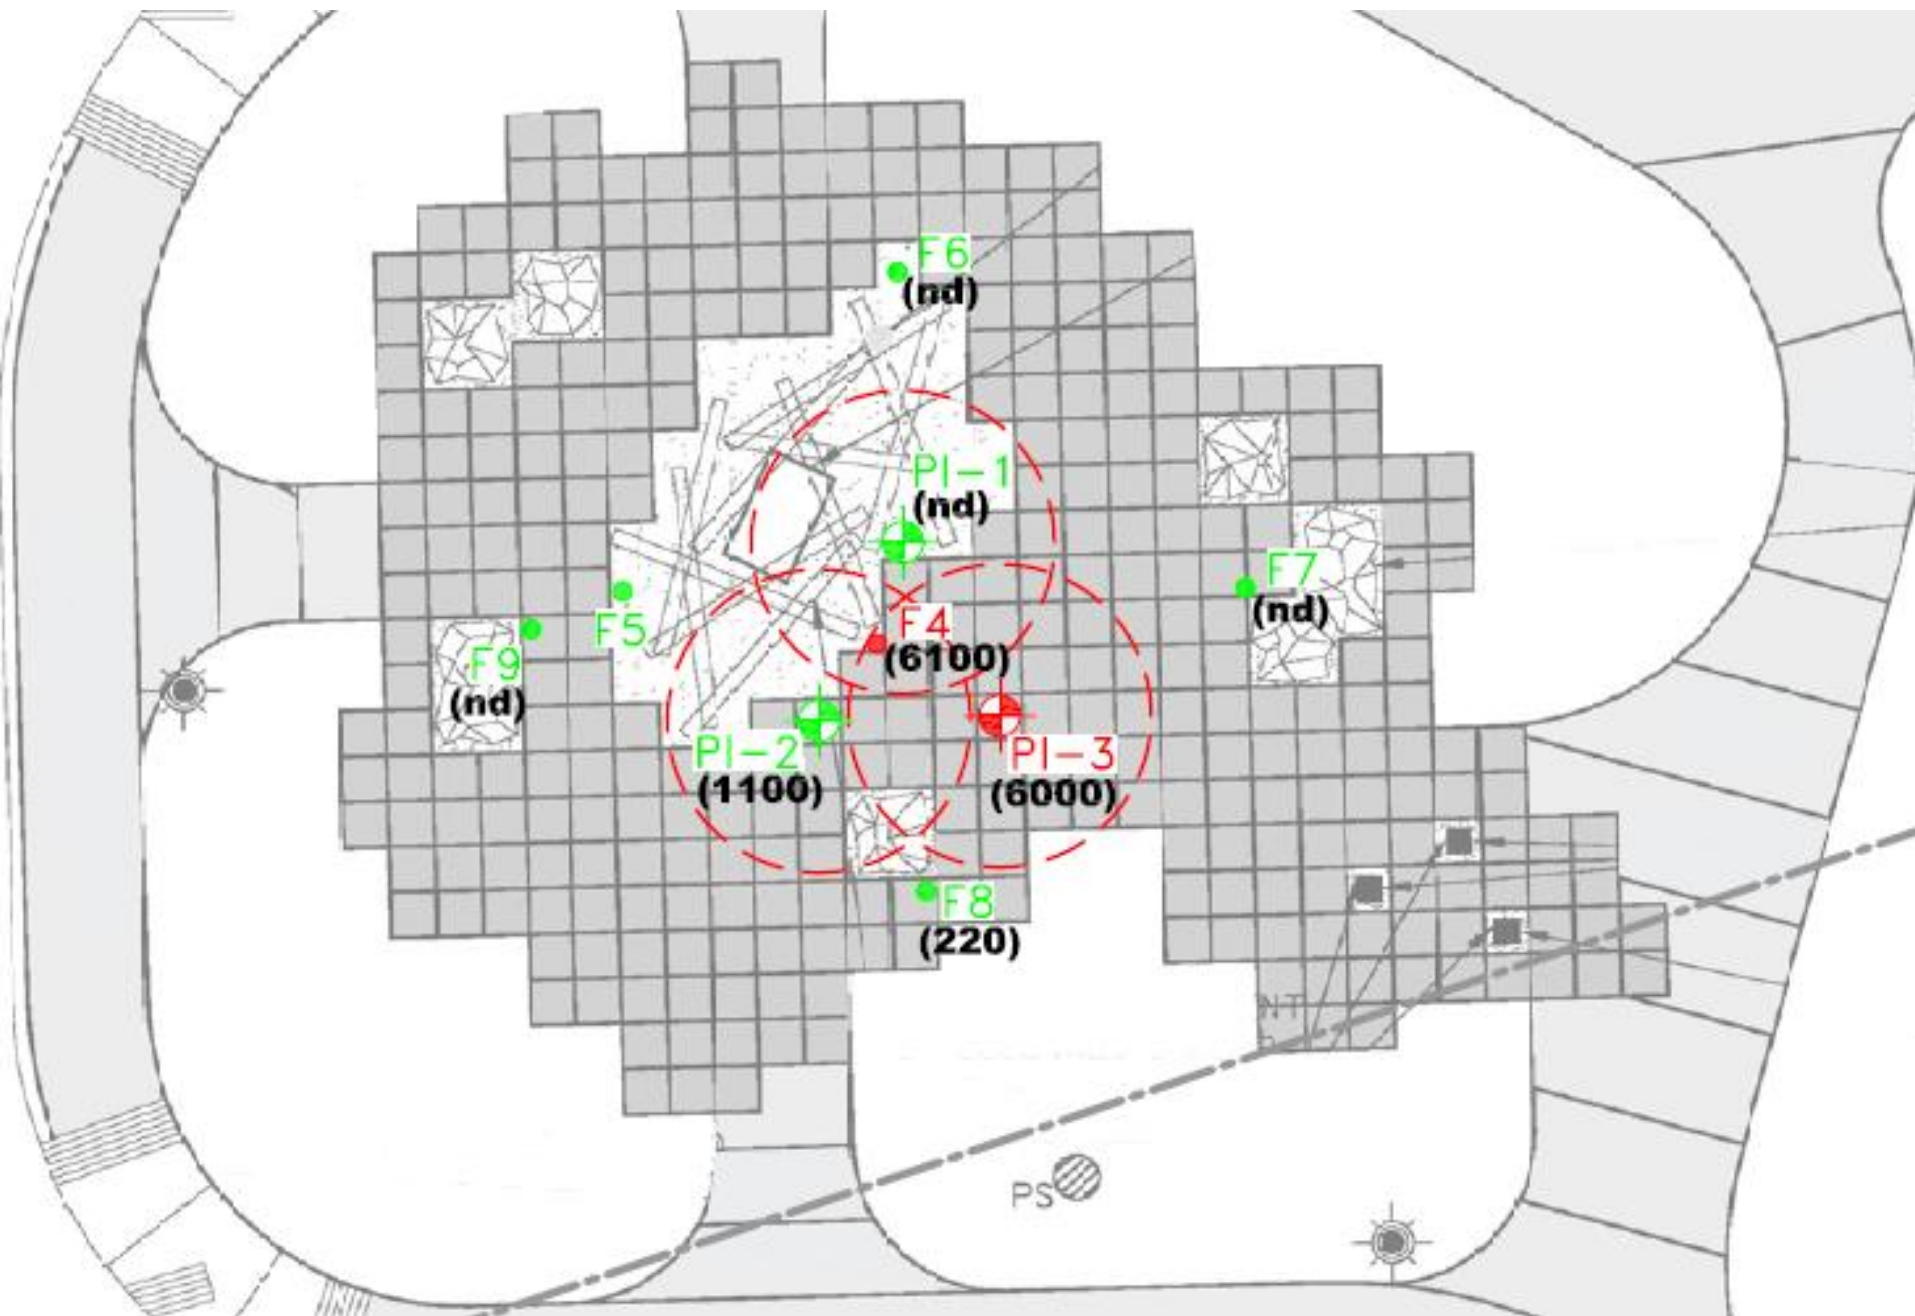 F6
(nd)
PI-1
(nd)
F7
(nd)
F4
(6100)
F5
F9
(nd)
PI-2
(1100)
PI-3
(6000)
F8
(220)
NT
PS